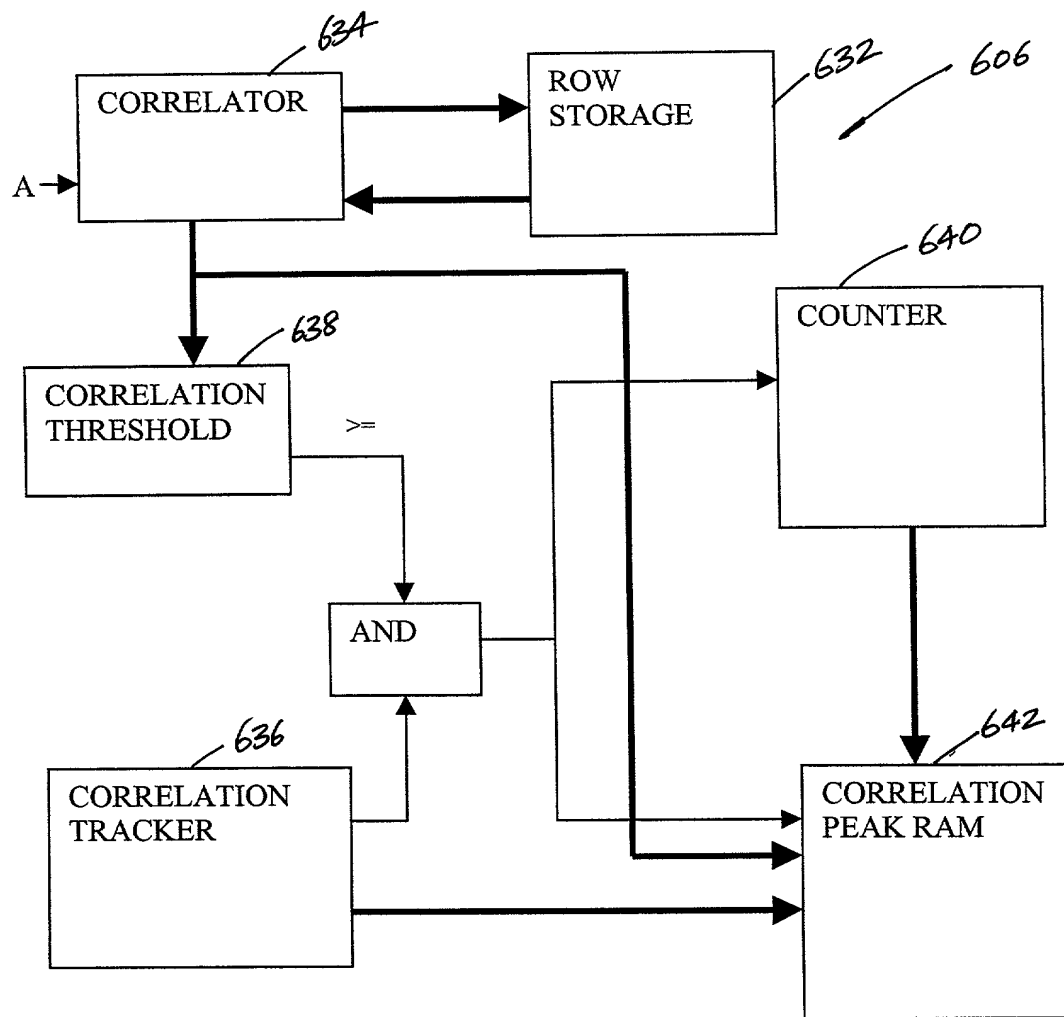 634
CORRELATOR
632
ROW
STORAGE
606
A
640
COUNTER
638
CORRELATION
THRESHOLD
>=
AND
636
CORRELATION
TRACKER
642
CORRELATION
PEAK RAM